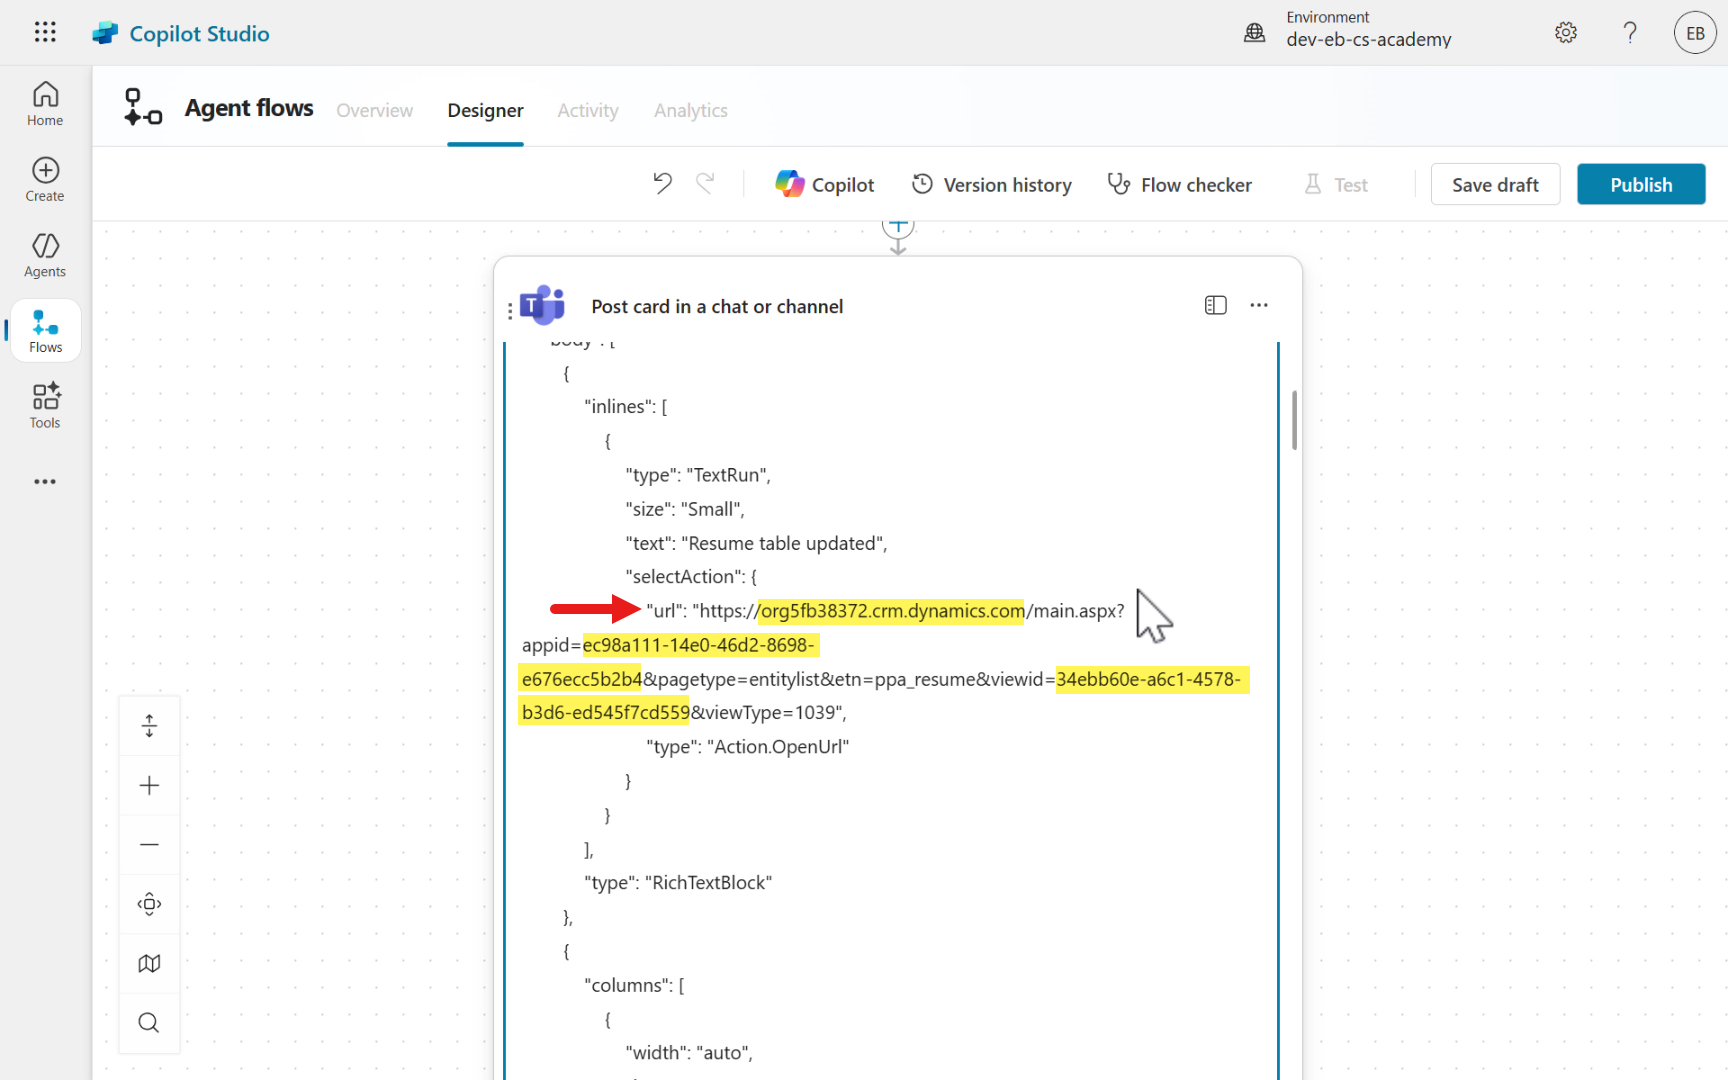 Copilot Studio
Environment
dev-eb-cs-academy
EB
Home
Create
Agents
Flows
Tools
Agent flows
Overview
Designer
Activity
Analytics
Copilot
Version history
Flow checker
Test
Save draft
Publish
Post card in a chat or channel
"body": [
{
"inlines": [
{
"type": "TextRun",
"size": "Small",
"text": "Resume table updated",
"selectAction": {
"url": "https://org5fb38372.crm.dynamics.com/main.aspx?
appid=ec98a111-14e0-46d2-8698-
e676ecc5b2b4&pagetype=entitylist&etn=ppa_resume&viewid=34ebb60e-a6c1-4578-
b3d6-ed545f7cd559&viewType=1039",
"type": "Action.OpenUrl"
}
}
],
"type": "RichTextBlock"
},
{
"columns": [
{
"width": "auto",